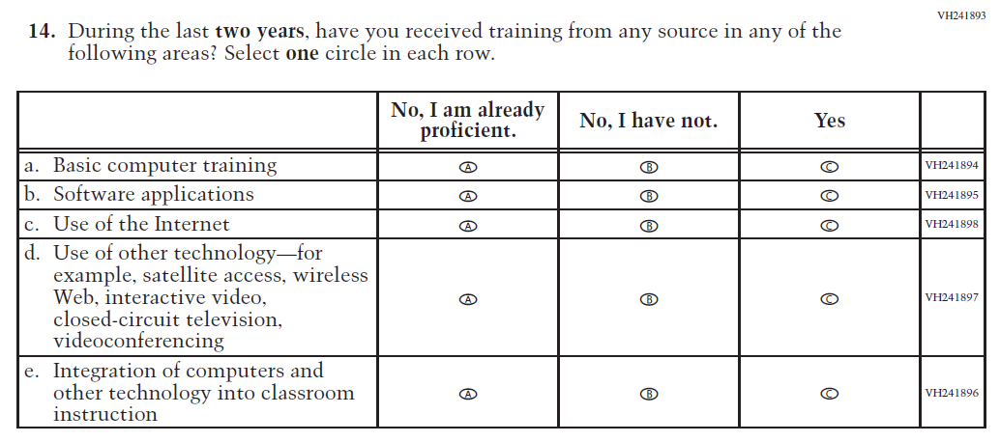 VH241893
14. During the last two years, have you received training from any source in any of the
following areas? Select one circle in each row.
No, I am already
proficient.
No, I have not.
Yes
a. Basic computer training A B C VH241894
b. Software applications A B C VH241895
c. Use of the Internet A B C VH241898
d. Use of other technology—for
example, satellite access, wireless
Web, interactive video,
closed-circuit television,
videoconferencing
A B C VH241897
e. Integration of computers and
other technology into classroom
instruction
A B C VH241896